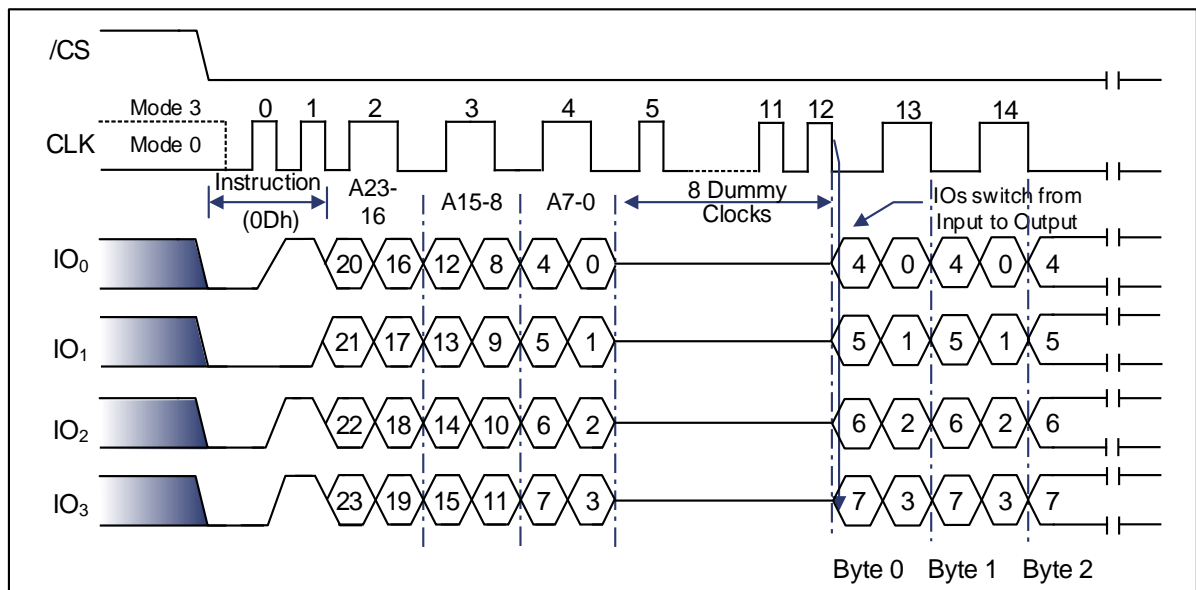 /CS
Mode 3 0 1 2 3 4 5 11 12 13 14
CLK Mode 0
Instruction A23- A15-8 A7-0 8 Dummy IOs switch from
(0Dh) 16 Clocks Input to Output
IO0 20 16 12 8 4 0 4 0 4 0 4
IO1 21 17 13 9 5 1 5 1 5 1 5
IO2 22 18 14 10 6 2 6 2 6 2 6
IO3 23 19 15 11 7 3 7 3 7 3 7
Byte 0 Byte 1 Byte 2